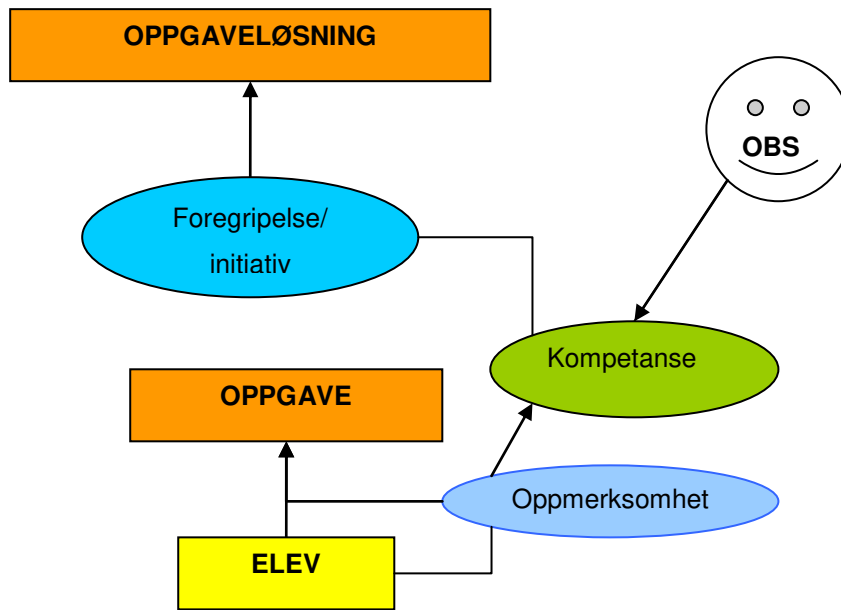 OPPGAVELØSNING
OBS
Foregripelse/
initiativ
Kompetanse
OPPGAVE
Oppmerksomhet
ELEV